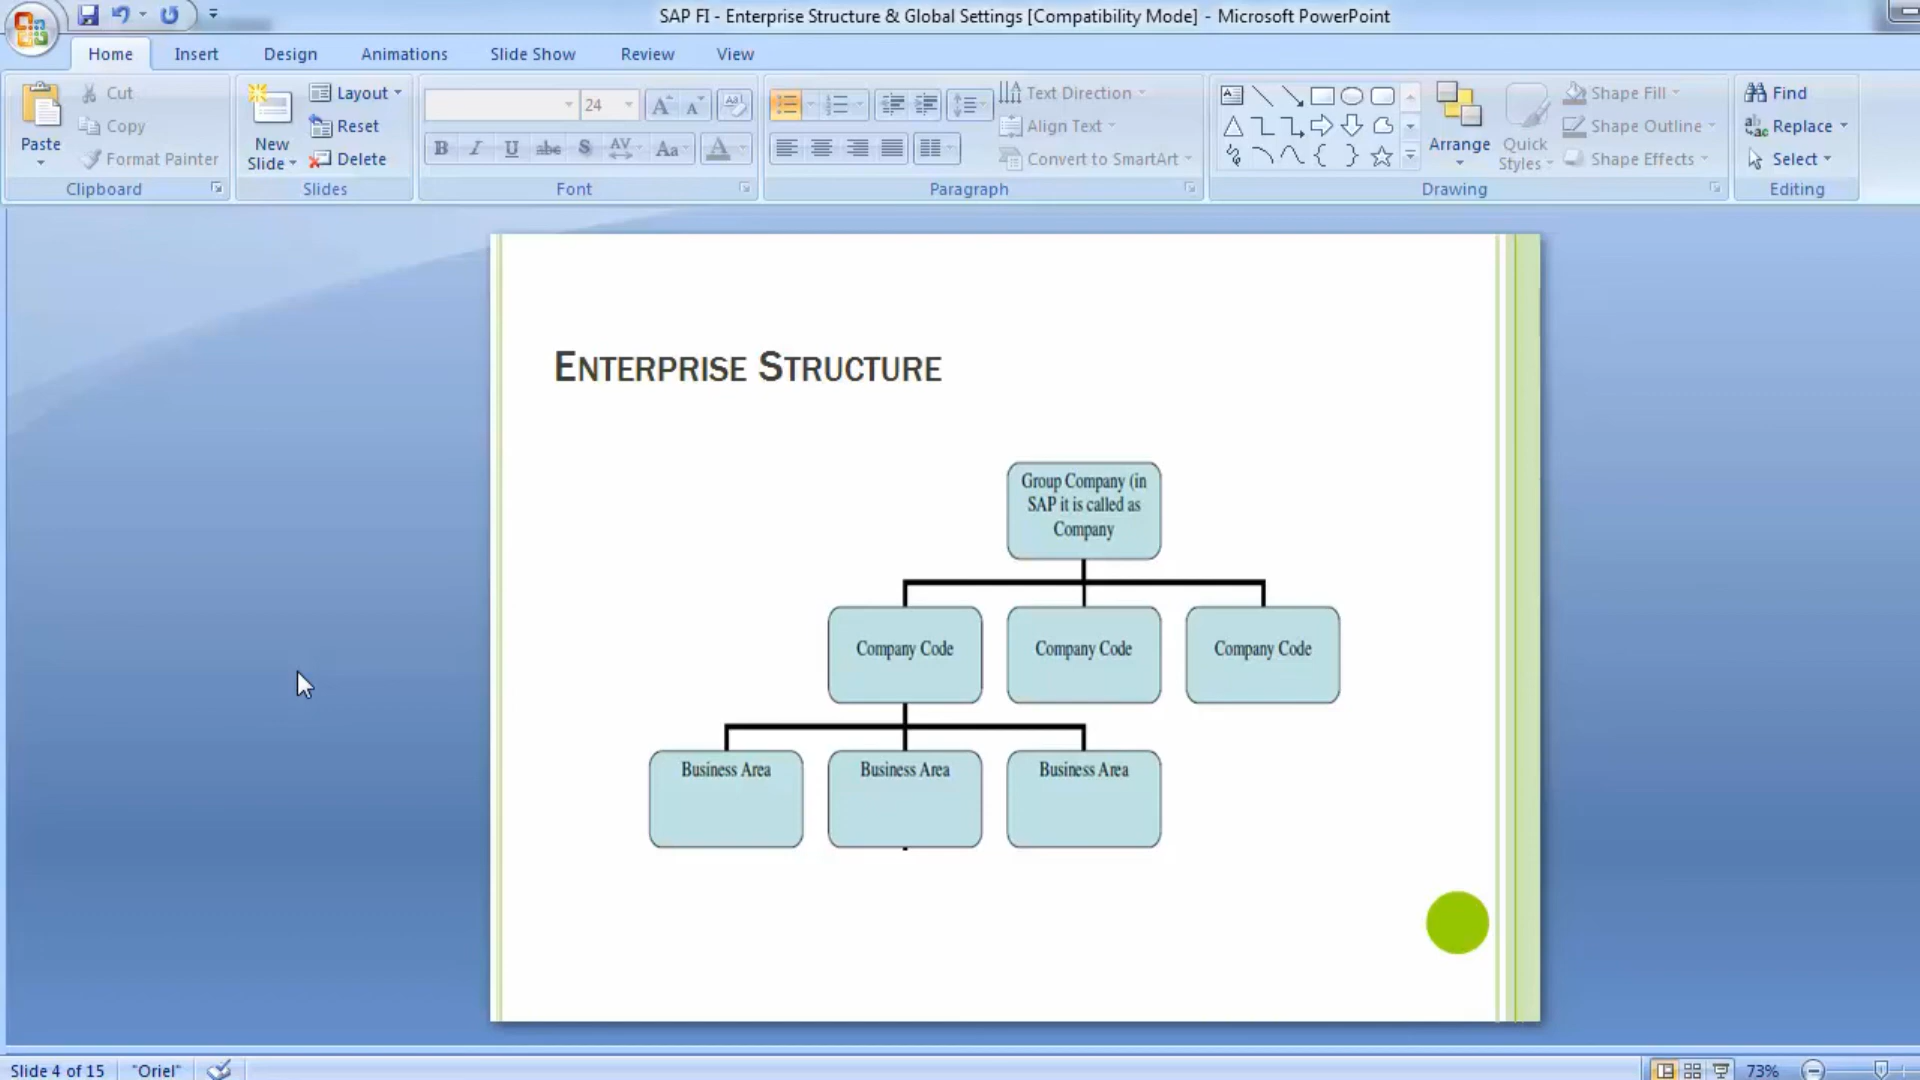 SAP FI - Enterprise Structure & Global Settings [Compatibility Mode] - Microsoft PowerPoint
Home Insert Design Animations Slide Show Review View
Paste
Cut
Copy
Format Painter
Clipboard
New
Slide
Layout
Reset
Delete
Slides
24
B I U abc S AV Aa A
Font
Text Direction
Align Text
Convert to SmartArt
Paragraph
Arrange
Quick
Styles
Shape Fill
Shape Outline
Shape Effects
Drawing
Find
Replace
Select
Editing
ENTERPRISE STRUCTURE
Group Company (in
SAP it is called as
Company
Company Code
Company Code
Company Code
Business Area
Business Area
Business Area
Slide 4 of 15
"Oriel"
73%